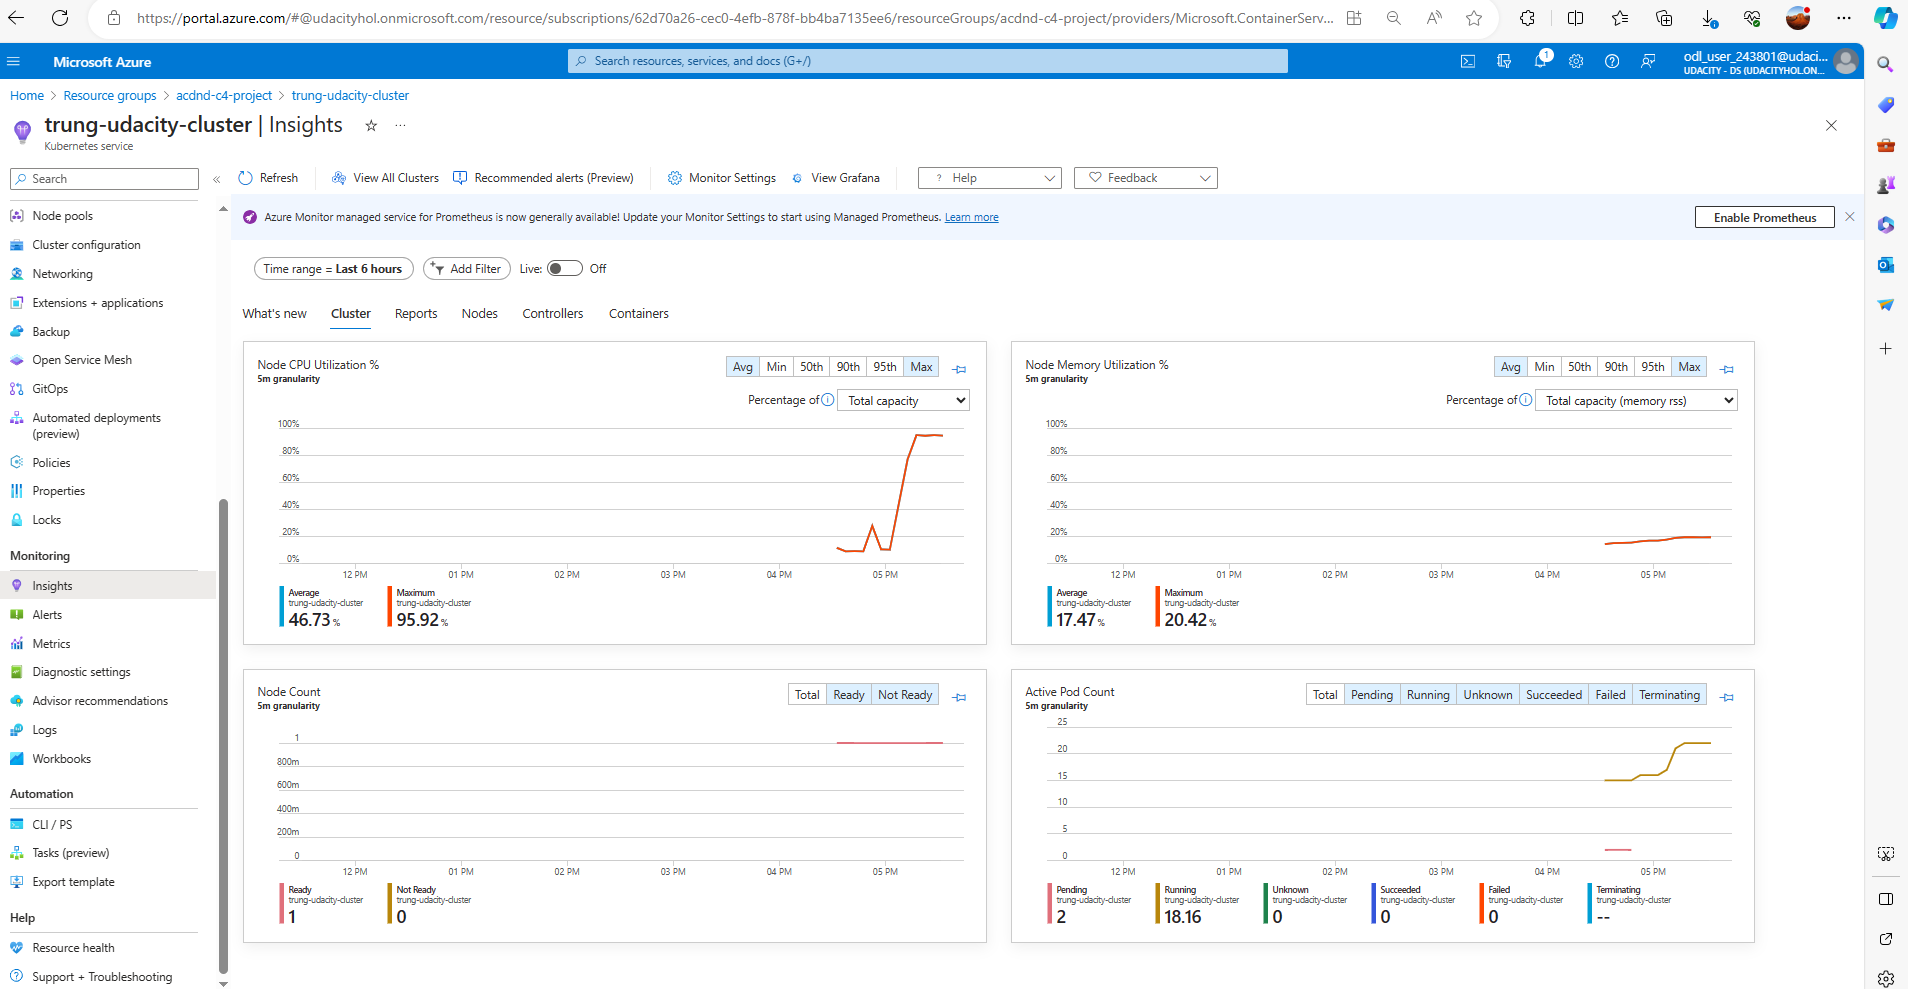 https://portal.azure.com/#@udacityhol.onmicrosoft.com/resource/subscriptions/62d70a26-cec0-4efb-878f-bb4ba7135ee6/resourceGroups/acdnd-c4-project/providers/Microsoft.ContainerServ...
Microsoft Azure
Search resources, services, and docs (G+/)
1
odl_user_243801@udaci...
UDACITY - DS (UDACITYHOL.ON...
Home > Resource groups > acdnd-c4-project > trung-udacity-cluster
trung-udacity-cluster | Insights
Kubernetes service
Search
Refresh
View All Clusters
Recommended alerts (Preview)
Monitor Settings
View Grafana
? Help
Feedback
Node pools
Cluster configuration
Networking
Extensions + applications
Backup
Open Service Mesh
GitOps
Automated deployments
(preview)
Policies
Properties
Locks
Monitoring
Insights
Alerts
Metrics
Diagnostic settings
Advisor recommendations
Logs
Workbooks
Automation
CLI / PS
Tasks (preview)
Export template
Help
Resource health
Support + Troubleshooting
Azure Monitor managed service for Prometheus is now generally available! Update your Monitor Settings to start using Managed Prometheus. Learn more
Enable Prometheus
Time range = Last 6 hours
Add Filter
Live:
Off
What's new
Cluster
Reports
Nodes
Controllers
Containers
Node CPU Utilization %
5m granularity
Avg Min 50th 90th 95th Max
Percentage of Total capacity
100%
80%
60%
40%
20%
0%
12 PM 01 PM 02 PM 03 PM 04 PM 05 PM
Average
trung-udacity-cluster
46.73 %
Maximum
trung-udacity-cluster
95.92 %
Node Memory Utilization %
5m granularity
Avg Min 50th 90th 95th Max
Percentage of Total capacity (memory rss)
100%
80%
60%
40%
20%
0%
12 PM 01 PM 02 PM 03 PM 04 PM 05 PM
Average
trung-udacity-cluster
17.47 %
Maximum
trung-udacity-cluster
20.42 %
Node Count
5m granularity
Total Ready Not Ready
1
800m
600m
400m
200m
0
12 PM 01 PM 02 PM 03 PM 04 PM 05 PM
Ready
trung-udacity-cluster
1
Not Ready
trung-udacity-cluster
0
Active Pod Count
5m granularity
Total Pending Running Unknown Succeeded Failed Terminating
25
20
15
10
5
0
12 PM 01 PM 02 PM 03 PM 04 PM 05 PM
Pending
trung-udacity-cluster
2
Running
trung-udacity-cluster
18.16
Unknown
trung-udacity-cluster
0
Succeeded
trung-udacity-cluster
0
Failed
trung-udacity-cluster
0
Terminating
trung-udacity-cluster
--